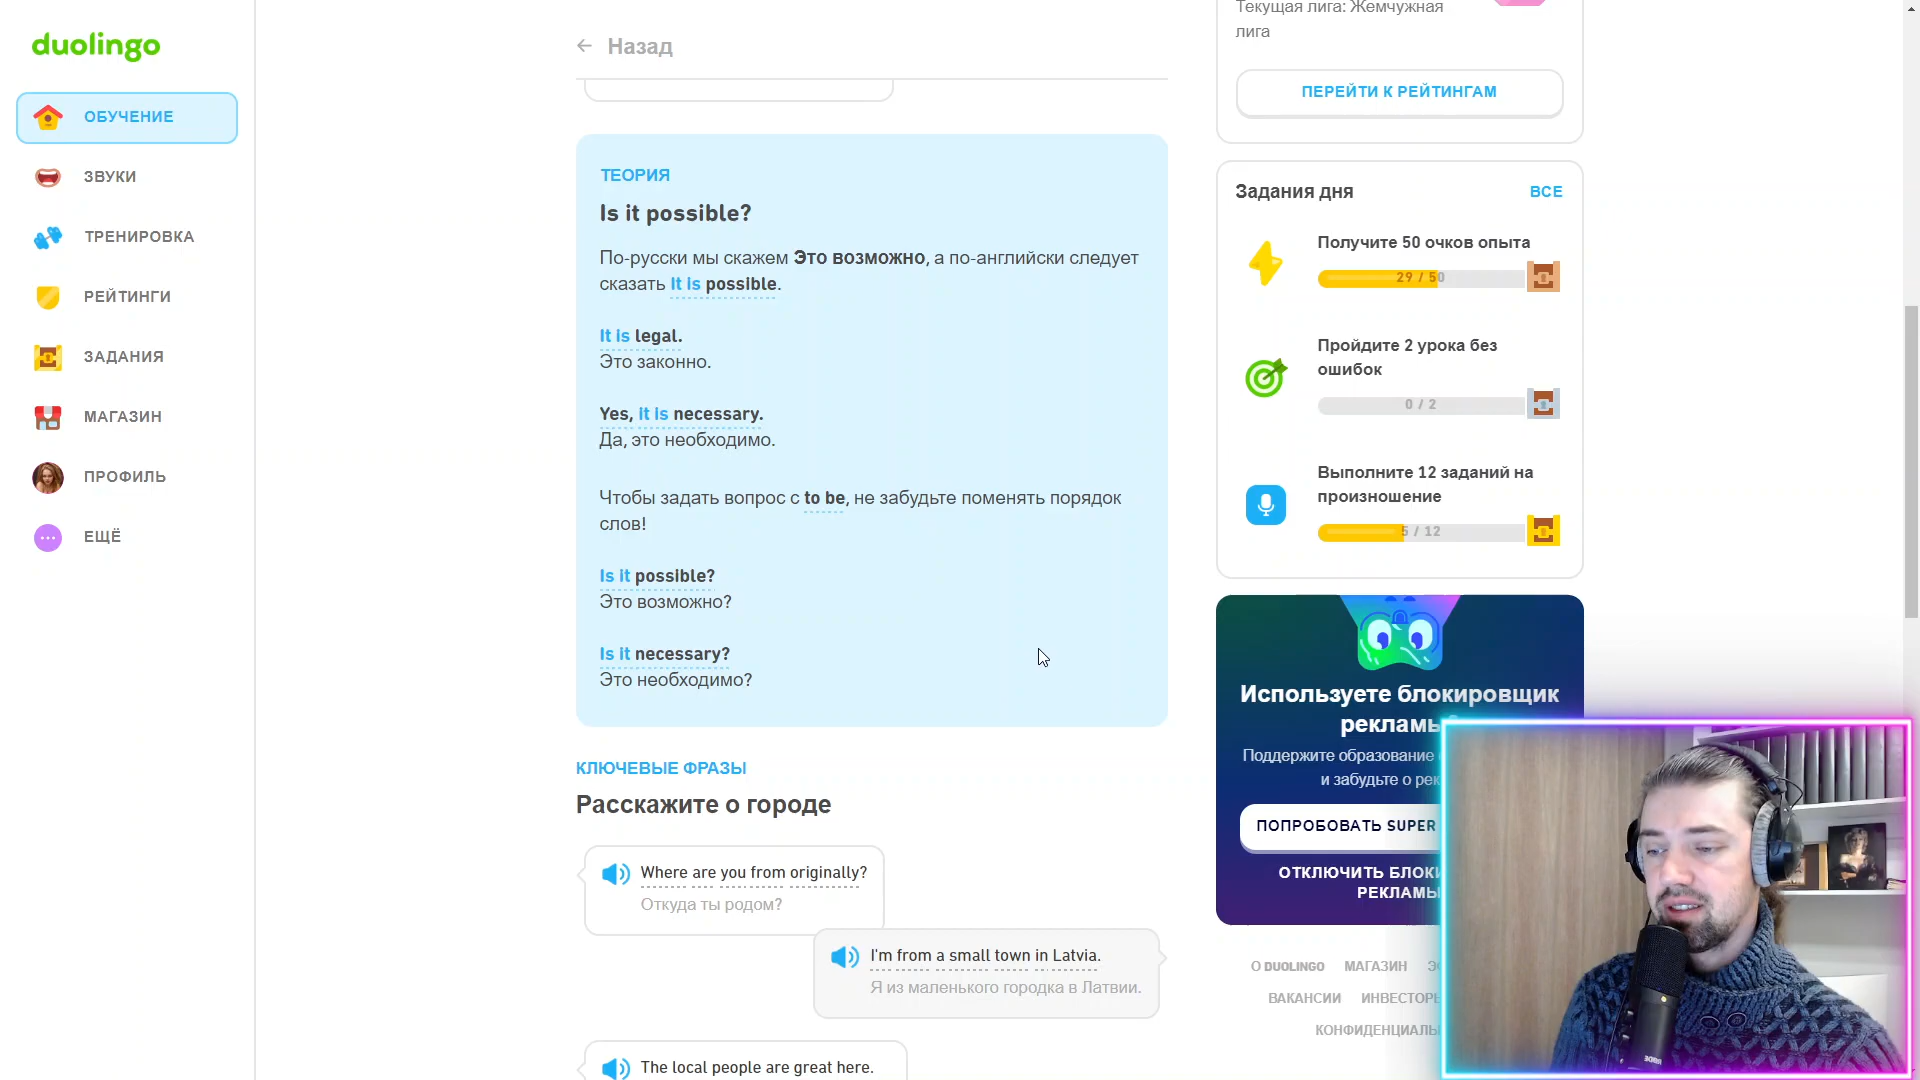 duolingo
ОБУЧЕНИЕ
ЗВУКИ
ТРЕНИРОВКА
РЕЙТИНГИ
ЗАДАНИЯ
МАГАЗИН
ПРОФИЛЬ
ЕЩЁ
Назад
ТЕОРИЯ
Is it possible?
По-русски мы скажем Это возможно, а по-английски следует
сказать It is possible.
It is legal.
Это законно.
Yes, it is necessary.
Да, это необходимо.
Чтобы задать вопрос с to be, не забудьте поменять порядок
слов!
Is it possible?
Это возможно?
Is it necessary?
Это необходимо?
КЛЮЧЕВЫЕ ФРАЗЫ
Расскажите о городе
Where are you from originally?
Откуда ты родом?
I'm from a small town in Latvia.
Я из маленького городка в Латвии.
The local people are great here.
Текущая лига: Жемчужная
лига
ПЕРЕЙТИ К РЕЙТИНГАМ
Задания дня
ВСЕ
Получите 50 очков опыта
29 / 50
Пройдите 2 урока без
ошибок
0 / 2
Выполните 12 заданий на
произношение
5 / 12
Используете блокировщик
рекламы
Поддержите образование
и забудьте о
ПОПРОБОВАТЬ SUPER
ОТКЛЮЧИТЬ
РЕКЛАМЫ
О DUOLINGO
МАГАЗИН
ВАКАНСИИ